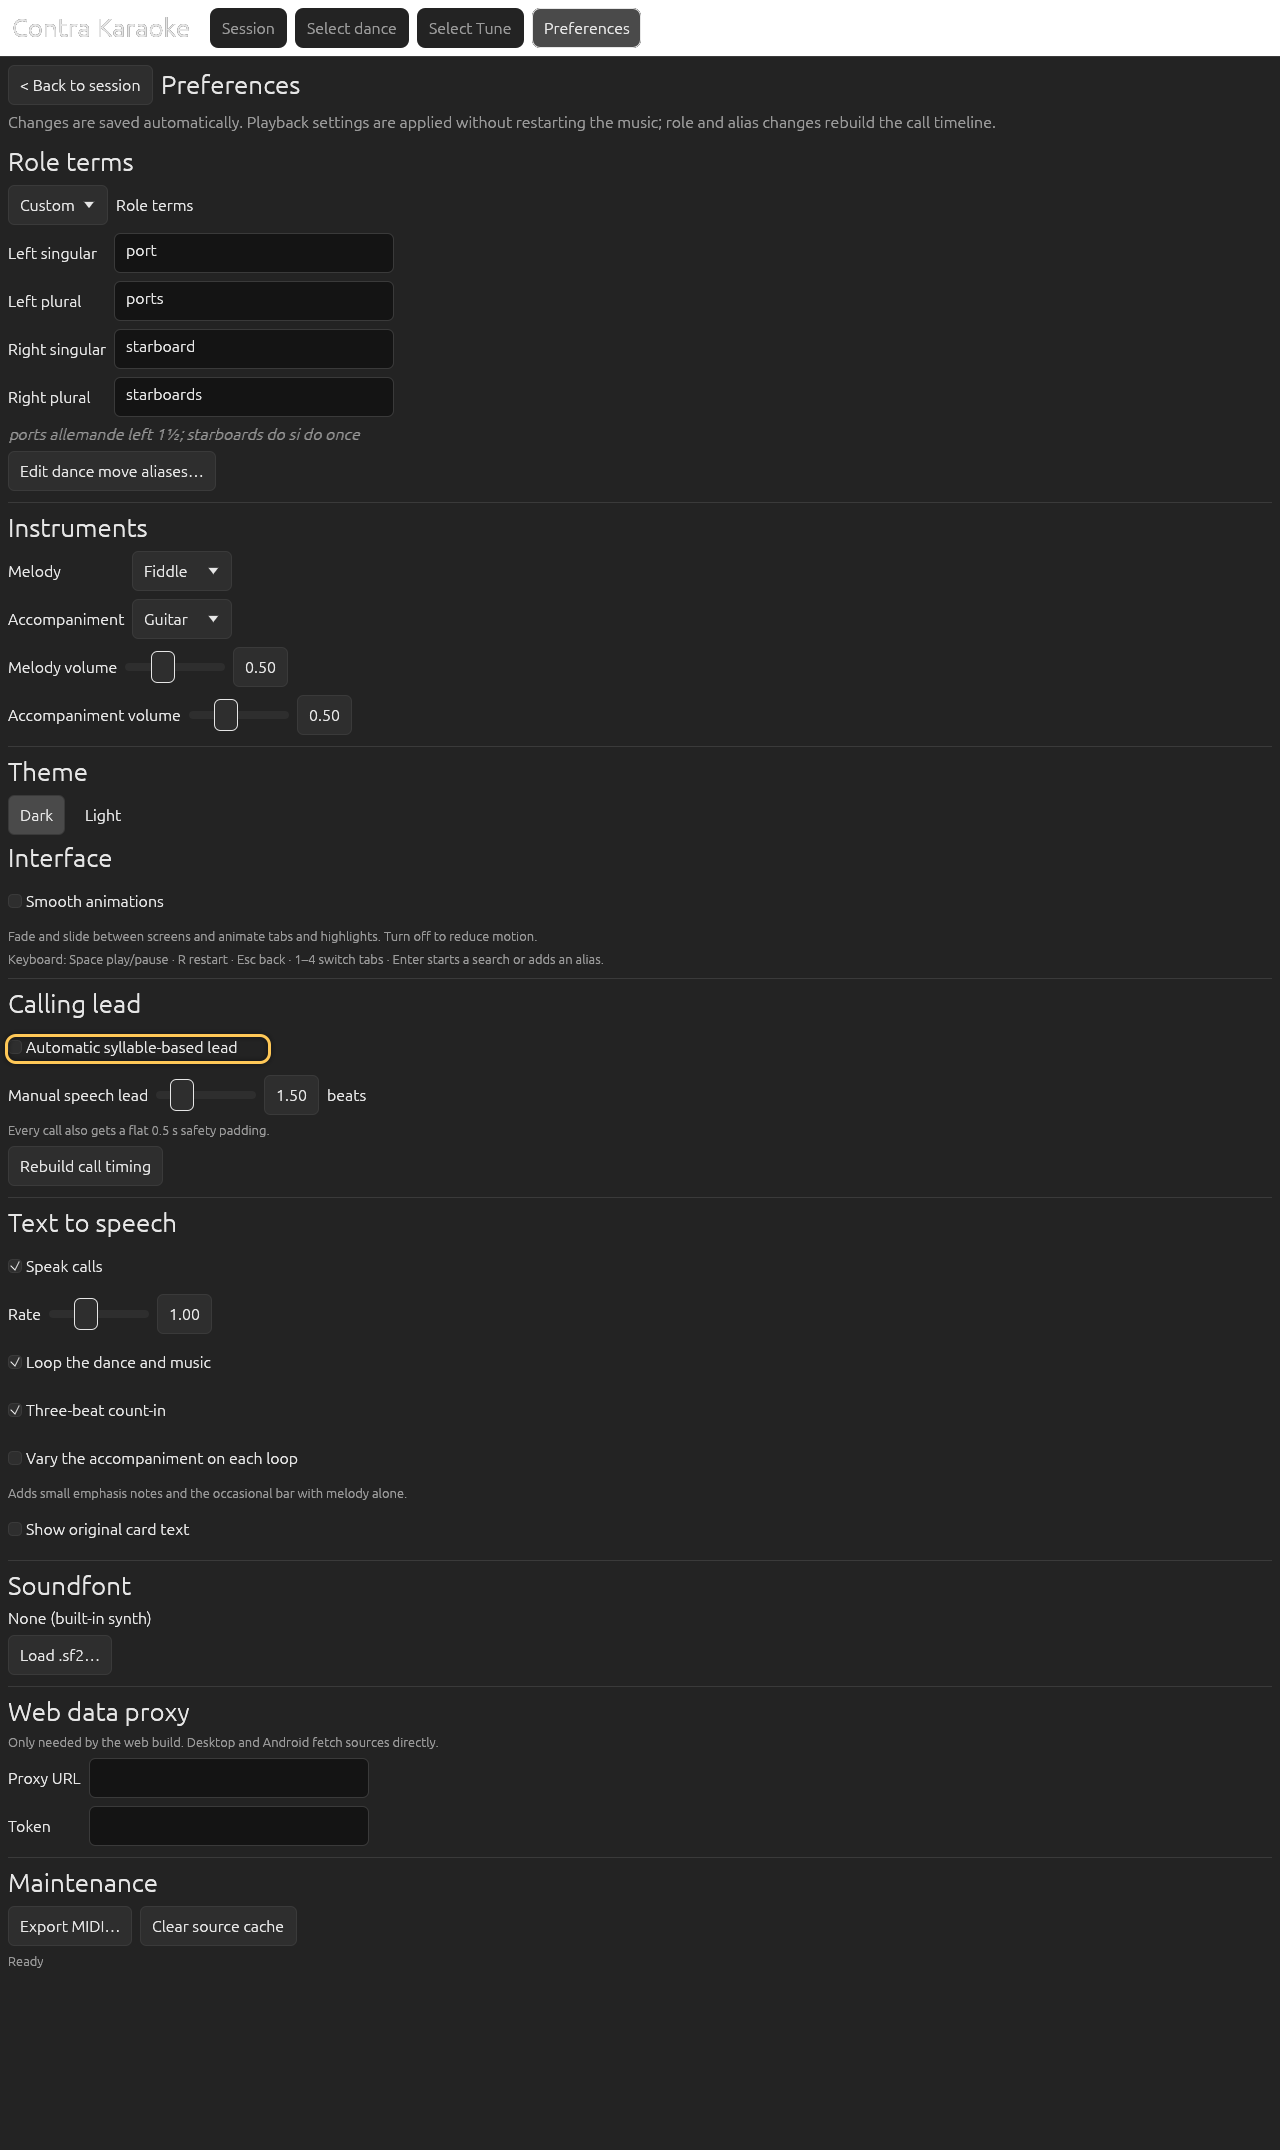 Contra Karaoke Session Select dance Select Tune Preferences
< Back to session Preferences
Changes are saved automatically. Playback settings are applied without restarting the music; role and alias changes rebuild the call timeline.
Role terms
Custom Role terms
Left singular port
Left plural ports
Right singular starboard
Right plural starboards
ports allemande left 1½; starboards do si do once
Edit dance move aliases…
Instruments
Melody Fiddle
Accompaniment Guitar
Melody volume 0.50
Accompaniment volume 0.50
Theme
Dark Light
Interface
Smooth animations
Fade and slide between screens and animate tabs and highlights. Turn off to reduce motion.
Keyboard: Space play/pause · R restart · Esc back · 1–4 switch tabs · Enter starts a search or adds an alias.
Calling lead
Automatic syllable-based lead
Manual speech lead 1.50 beats
Every call also gets a flat 0.5 s safety padding.
Rebuild call timing
Text to speech
Speak calls
Rate 1.00
Loop the dance and music
Three-beat count-in
Vary the accompaniment on each loop
Adds small emphasis notes and the occasional bar with melody alone.
Show original card text
Soundfont
None (built-in synth)
Load .sf2…
Web data proxy
Only needed by the web build. Desktop and Android fetch sources directly.
Proxy URL
Token
Maintenance
Export MIDI… Clear source cache
Ready